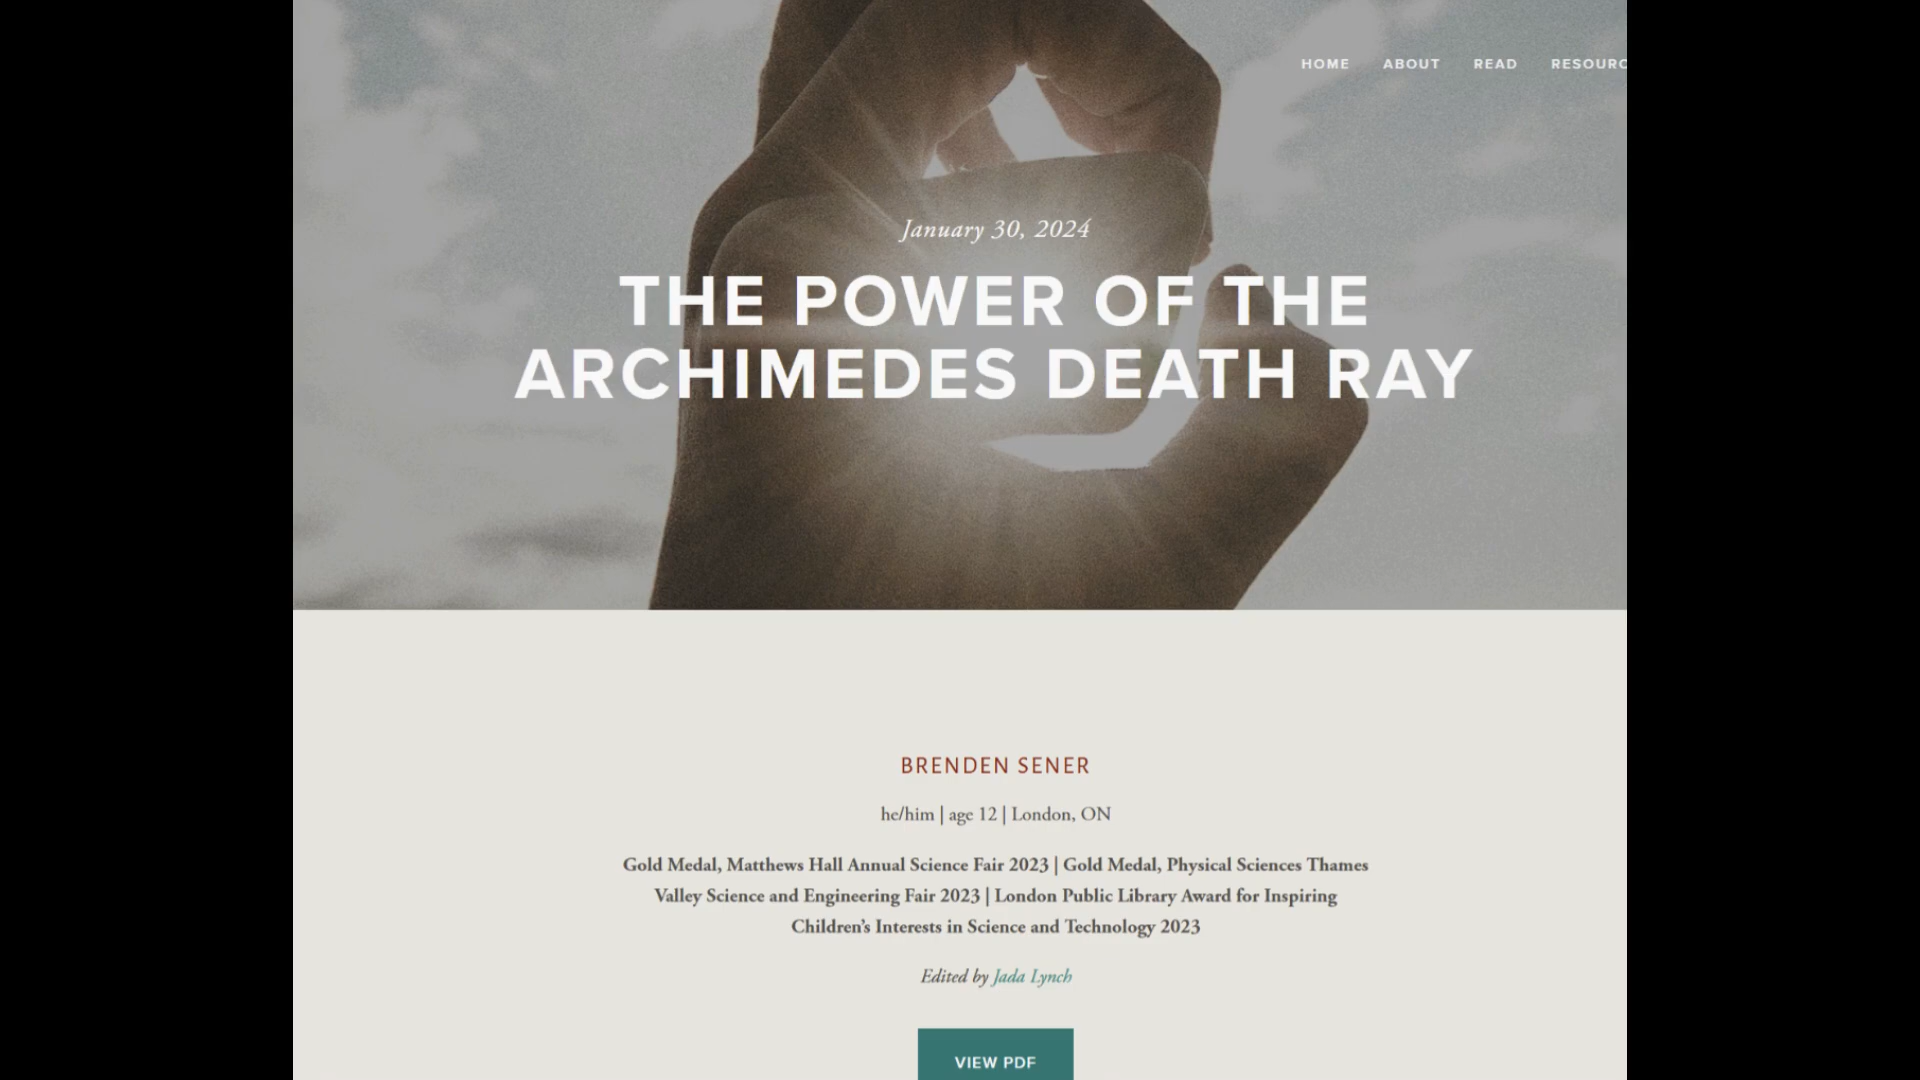 HOME ABOUT READ
January 30, 2024
THE POWER OF THE
ARCHIMEDES DEATH RAY
BRENDEN SENER
he/him | age 12 | London, ON
Gold Medal, Matthews Hall Annual Science Fair 2023 | Gold Medal, Physical Sciences Thames
Valley Science and Engineering Fair 2023 | London Public Library Award for Inspiring
Children’s Interests in Science and Technology 2023
Edited by Jada Lynch
VIEW PDF